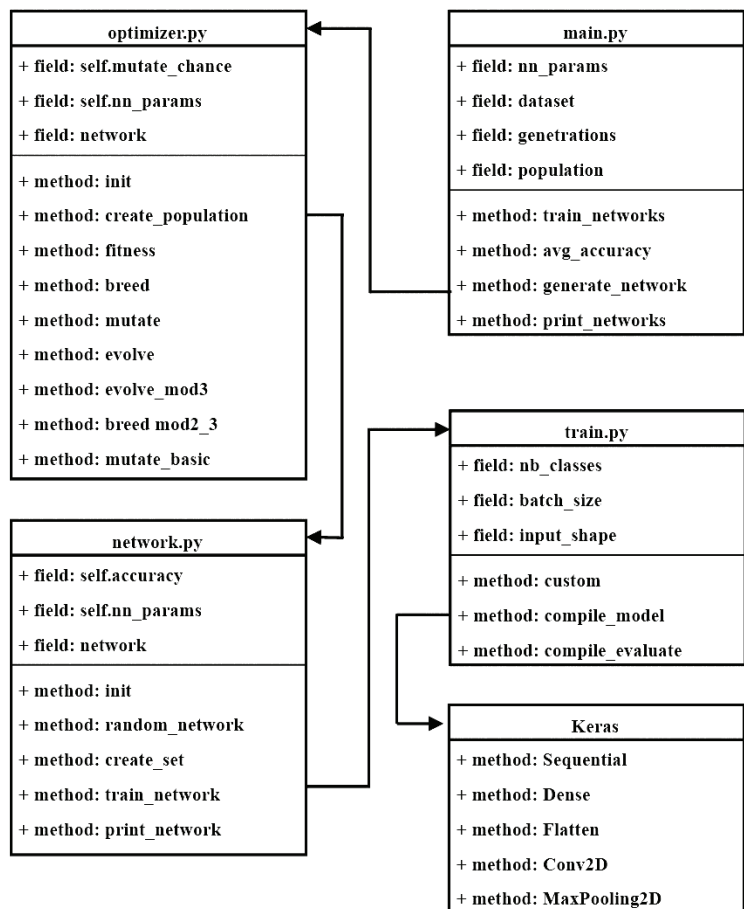 optimizer.py
+ field: self.mutate_chance
+ field: self.nn_params
+ field: network
+ method: init
+ method: create_population
+ method: fitness
+ method: breed
+ method: mutate
+ method: evolve
+ method: evolve_mod3
+ method: breed mod2_3
+ method: mutate_basic
main.py
+ field: nn_params
+ field: dataset
+ field: genetrations
+ field: population
+ method: train_networks
+ method: avg_accuracy
+ method: generate_network
+ method: print_networks
network.py
+ field: self.accuracy
+ field: self.nn_params
+ field: network
+ method: init
+ method: random_network
+ method: create_set
+ method: train_network
+ method: print_network
train.py
+ field: nb_classes
+ field: batch_size
+ field: input_shape
+ method: custom
+ method: compile_model
+ method: compile_evaluate
Keras
+ method: Sequential
+ method: Dense
+ method: Flatten
+ method: Conv2D
+ method: MaxPooling2D